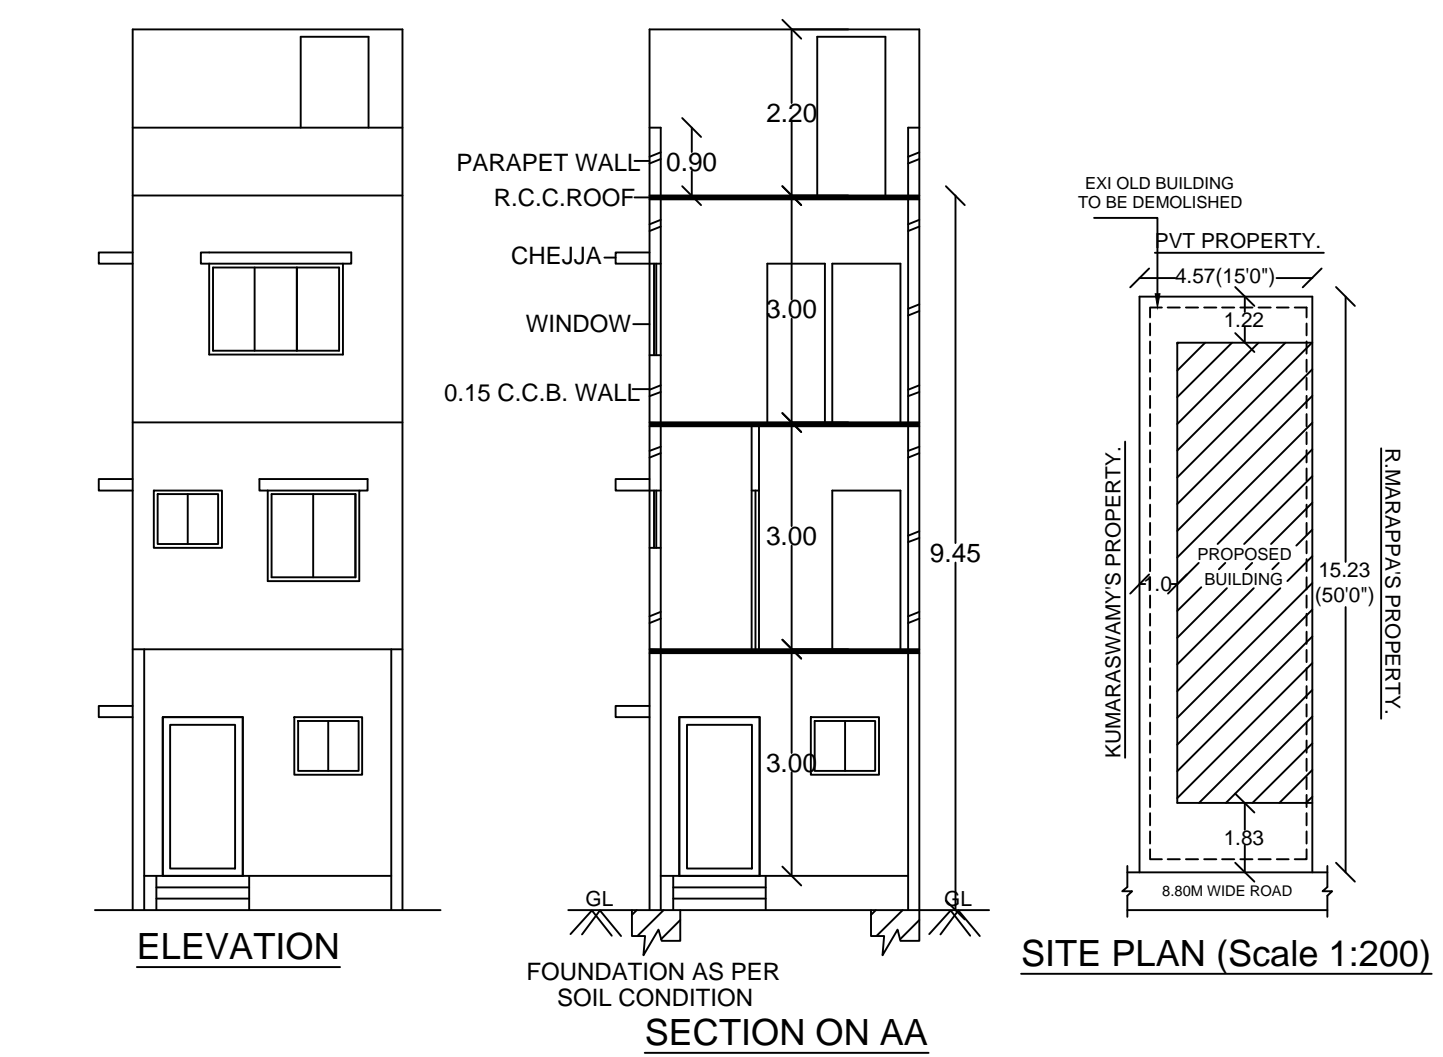 2.20
PARAPET WALL
0.90
R.C.C.ROOF
CHEJJA
3.00
WINDOW
0.15 C.C.B. WALL
3.00
9.45
3.00
GL
GL
ELEVATION
FOUNDATION AS PER
SOIL CONDITION
SECTION ON AA
EXI OLD BUILDING
TO BE DEMOLISHED
PVT PROPERTY.
4.57(15'0")
1.22
KUMARASWAMY'S PROPERTY.
1.0
PROPOSED
BUILDING
15.23
(50'0")
R.MARAPPA'S PROPERTY.
1.83
8.80M WIDE ROAD
SITE PLAN (Scale 1:200)